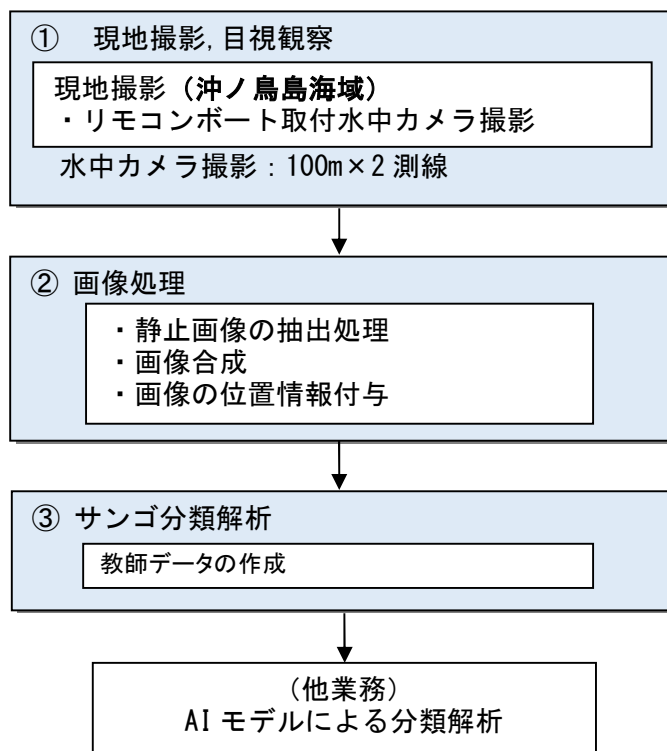 ① 現地撮影,目視観察
現地撮影（沖ノ鳥島海域）
・リモコンボート取付水中カメラ撮影
水中カメラ撮影：100m×2 測線
② 画像処理
・静止画像の抽出処理
・画像合成
・画像の位置情報付与
③ サンゴ分類解析
教師データの作成
（他業務）
AI モデルによる分類解析